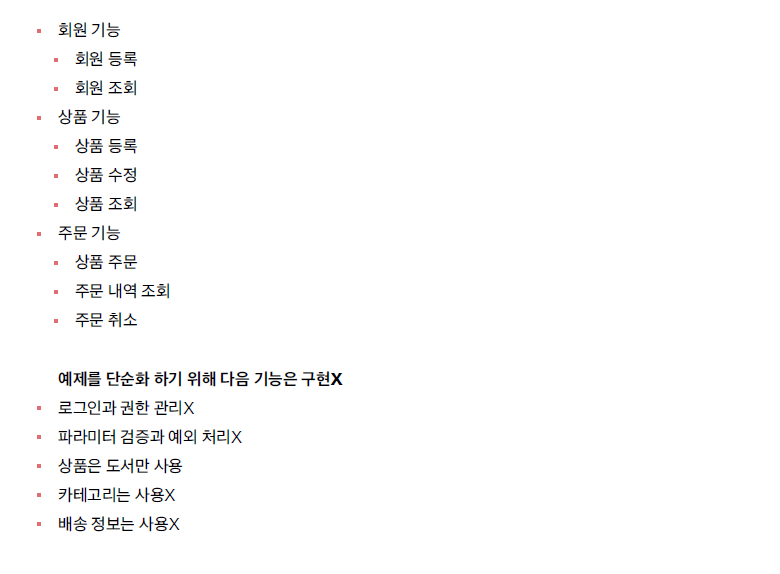 회원 기능
회원 등록
회원 조회
상품 기능
상품 등록
상품 수정
상품 조회
주문 기능
상품 주문
주문 내역 조회
주문 취소
예제를 단순화 하기 위해 다음 기능은 구현X
로그인과 권한 관리X
파라미터 검증과 예외 처리X
상품은 도서만 사용
카테고리는 사용X
배송 정보는 사용X